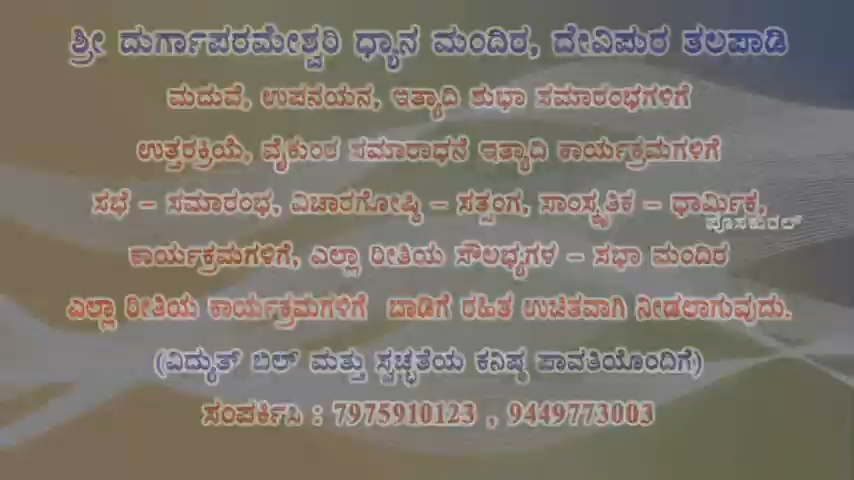 ಶ್ರೀ ದುರ್ಗಾಪರಮೇಶ್ವರಿ ಧ್ಯಾನ ಮಂದಿರ, ದೇವಿಪುರ ತಲಪಾಡಿ
ಮದುವೆ, ಉಪನಯನ, ಇತ್ಯಾದಿ ಶುಭಾ ಸಮಾರಂಭಗಳಿಗೆ
ಉತ್ತರಕ್ರಿಯೆ, ವೈಕುಂಠ ಸಮಾರಾಧನೆ ಇತ್ಯಾದಿ ಕಾರ್ಯಕ್ರಮಗಳಿಗೆ
ಸಭೆ – ಸಮಾರಂಭ, ವಿಚಾರಗೋಷ್ಠಿ – ಸತ್ಸಂಗ, ಸಾಂಸ್ಕೃತಿಕ – ಧಾರ್ಮಿಕ,
ಪೊಸಕುರಲ್
ಕಾರ್ಯಕ್ರಮಗಳಿಗೆ, ಎಲ್ಲಾ ರೀತಿಯ ಸೌಲಭ್ಯಗಳ – ಸಭಾ ಮಂದಿರ
ಎಲ್ಲಾ ರೀತಿಯ ಕಾರ್ಯಕ್ರಮಗಳಿಗೆ ಬಾಡಿಗೆ ರಹಿತ ಉಚಿತವಾಗಿ ನೀಡಲಾಗುವುದು.
(ವಿದ್ಯುತ್ ಬಿಲ್ ಮತ್ತು ಸ್ವಚ್ಛತೆಯ ಕನಿಷ್ಠ ಪಾವತಿಯೊಂದಿಗೆ)
ಸಂಪರ್ಕಿಸಿ : 7975910123 , 9449773003